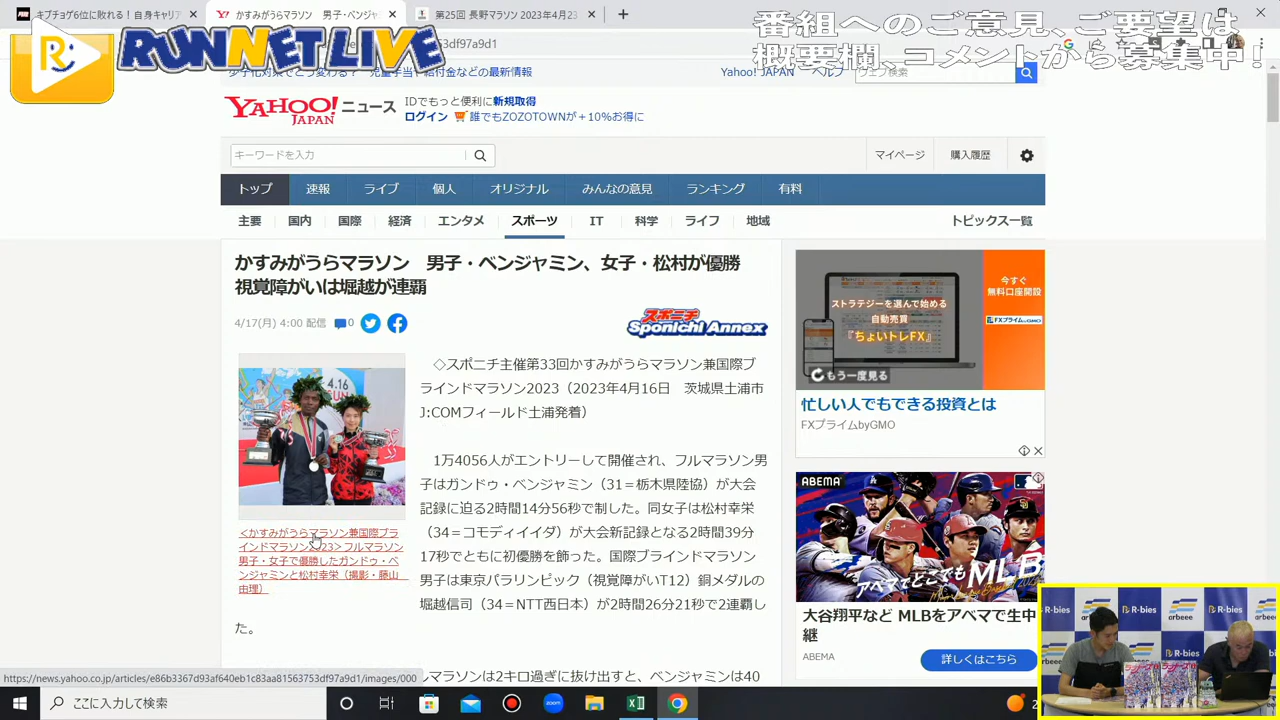 キプチョゲ6位に敗れる！自身キャリア
かすみがうらマラソン 男子・ベンジャ
第25回 長野マラソン 2023年4月23
RUNNET LIVE
番組へのご意見、ご要望は
概要欄、コメントから募集中！
3df97a9d1
Yahoo! JAPAN
ヘルプ
ウェブ検索
YAHOO! JAPAN ニュース
IDでもっと便利に新規取得
ログイン
誰でもZOZOTOWNが＋10%お得に
キーワードを入力
マイページ
購入履歴
トップ
速報
ライブ
個人
オリジナル
みんなの意見
ランキング
有料
主要
国内
国際
経済
エンタメ
スポーツ
IT
科学
ライフ
地域
トピックス一覧
かすみがうらマラソン 男子・ベンジャミン、女子・松村が優勝
視覚障がいは堀越が連覇
4/17(月) 4:00 配信
0
スポニチ
Sponichi Annex
◇スポニチ主催第33回かすみがうらマラソン兼国際ブ
ラインドマラソン2023（2023年4月16日 茨城県土浦市
J:COMフィールド土浦発着）
1万4056人がエントリーして開催され、フルマラソン男
子はガンドゥ・ベンジャミン（31＝栃木県陸協）が大会
記録に迫る2時間14分56秒で制した。同女子は松村幸栄
（34＝コモディイイダ）が大会新記録となる2時間39分
17秒でともに初優勝を飾った。国際ブラインドマラソン
男子は東京パラリンピック（視覚障がいT12）銅メダルの
堀越信司（34＝NTT西日本）が2時間26分21秒で2連覇し
た。
4.16
<かすみがうらマラソン兼国際ブラ
インドマラソン2023＞フルマラソン
男子・女子で優勝したガンドゥ・ベ
ンジャミンと松村幸栄（撮影・藤山
由理）
ルマラソンは2キロ過ぎに抜け出すと、ベンジャミンは40
ストラテジーを選んで始める
自動売買
『ちょいトレFX』
もう一度見る
今すぐ
無料口座開設
FXプライムbyGMO
忙しい人でもできる投資とは
FXプライムbyGMO
ABEMA
アベマでどこでもMLB
大谷翔平など MLBをアベマで生中
継
ABEMA
詳しくはこちら
R-bies
arbeee
R-bies
arbeee
R-bies
ここに入力して検索
zoom